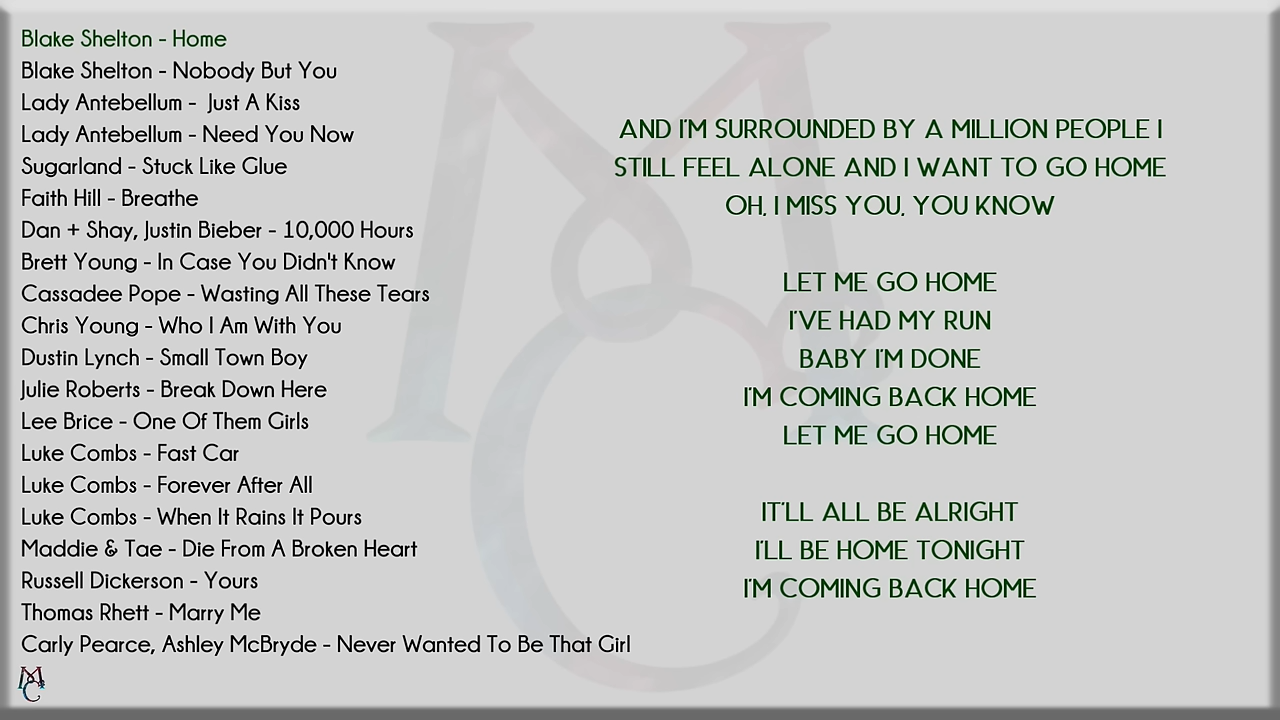 Blake Shelton - Home
Blake Shelton - Nobody But You
Lady Antebellum -  Just A Kiss
Lady Antebellum - Need You Now
Sugarland - Stuck Like Glue
Faith Hill - Breathe
Dan + Shay, Justin Bieber - 10,000 Hours
Brett Young - In Case You Didn't Know
Cassadee Pope - Wasting All These Tears
Chris Young - Who I Am With You
Dustin Lynch - Small Town Boy
Julie Roberts - Break Down Here
Lee Brice - One Of Them Girls
Luke Combs - Fast Car
Luke Combs - Forever After All
Luke Combs - When It Rains It Pours
Maddie & Tae - Die From A Broken Heart
Russell Dickerson - Yours
Thomas Rhett - Marry Me
Carly Pearce, Ashley McBryde - Never Wanted To Be That Girl
AND I'M SURROUNDED BY A MILLION PEOPLE I
STILL FEEL ALONE AND I WANT TO GO HOME
OH, I MISS YOU, YOU KNOW
LET ME GO HOME
I'VE HAD MY RUN
BABY I'M DONE
I'M COMING BACK HOME
LET ME GO HOME
IT'LL ALL BE ALRIGHT
I'LL BE HOME TONIGHT
I'M COMING BACK HOME
MC